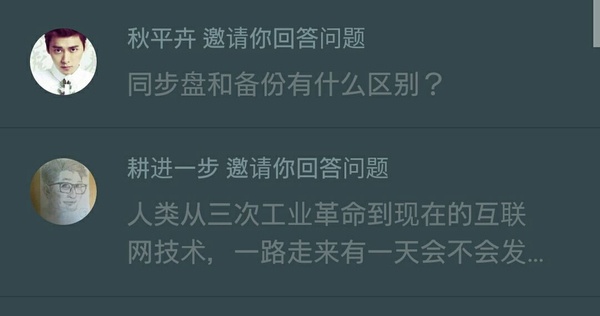 秋平卉 邀请你回答问题
同步盘和备份有什么区别？
耕进一步 邀请你回答问题
人类从三次工业革命到现在的互联
网技术，一路走来有一天会不会发...